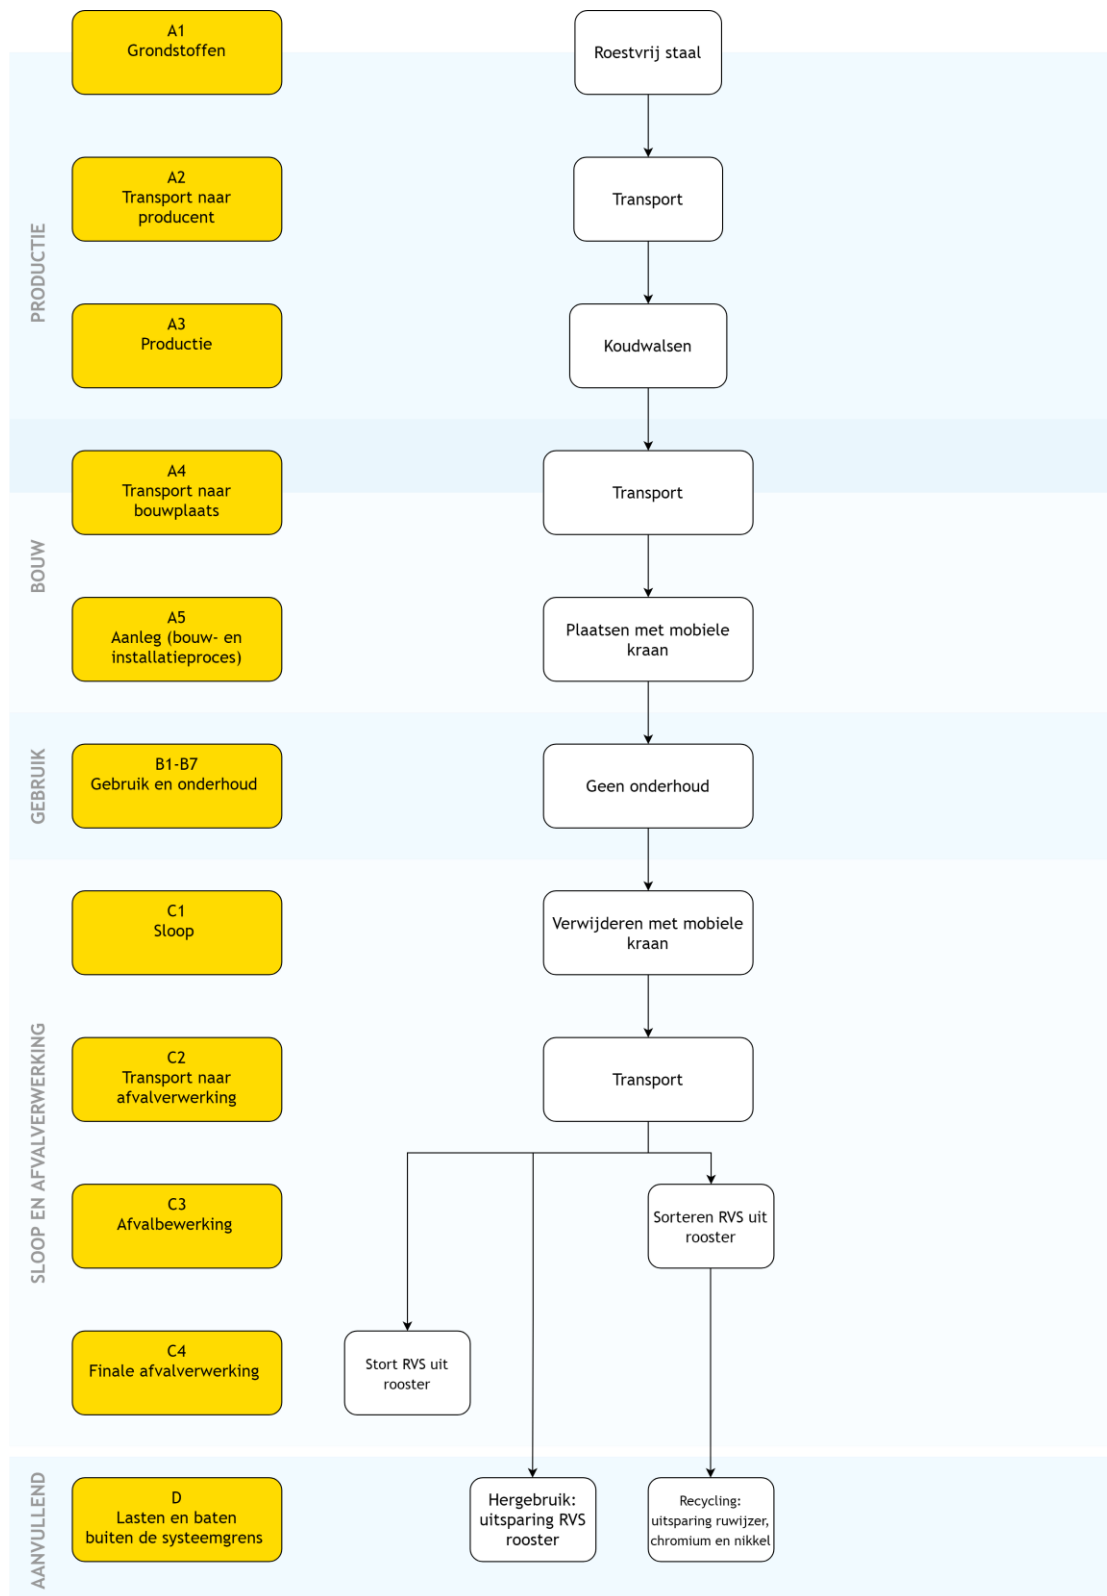 A1
Grondstoffen
Roestvrij staal
PRODUCTIE
A2
Transport naar
producent
Transport
A3
Productie
Koudwalsen
BOUW
A4
Transport naar
bouwplaats
Transport
A5
Aanleg (bouw- en
installatieproces)
Plaatsen met mobiele
kraan
GEBRUIK
B1-B7
Gebruik en onderhoud
Geen onderhoud
SLOOP EN AFVALVERWERKING
C1
Sloop
Verwijderen met mobiele
kraan
C2
Transport naar
afvalverwerking
Transport
C3
Afvalbewerking
Sorteren RVS uit
rooster
C4
Finale afvalverwerking
Stort RVS uit
rooster
AANVULLEND
D
Lasten en baten
buiten de systeemgrens
Hergebruik:
uitsparing RVS
rooster
Recycling:
uitsparing ruwijzer,
chromium en nikkel